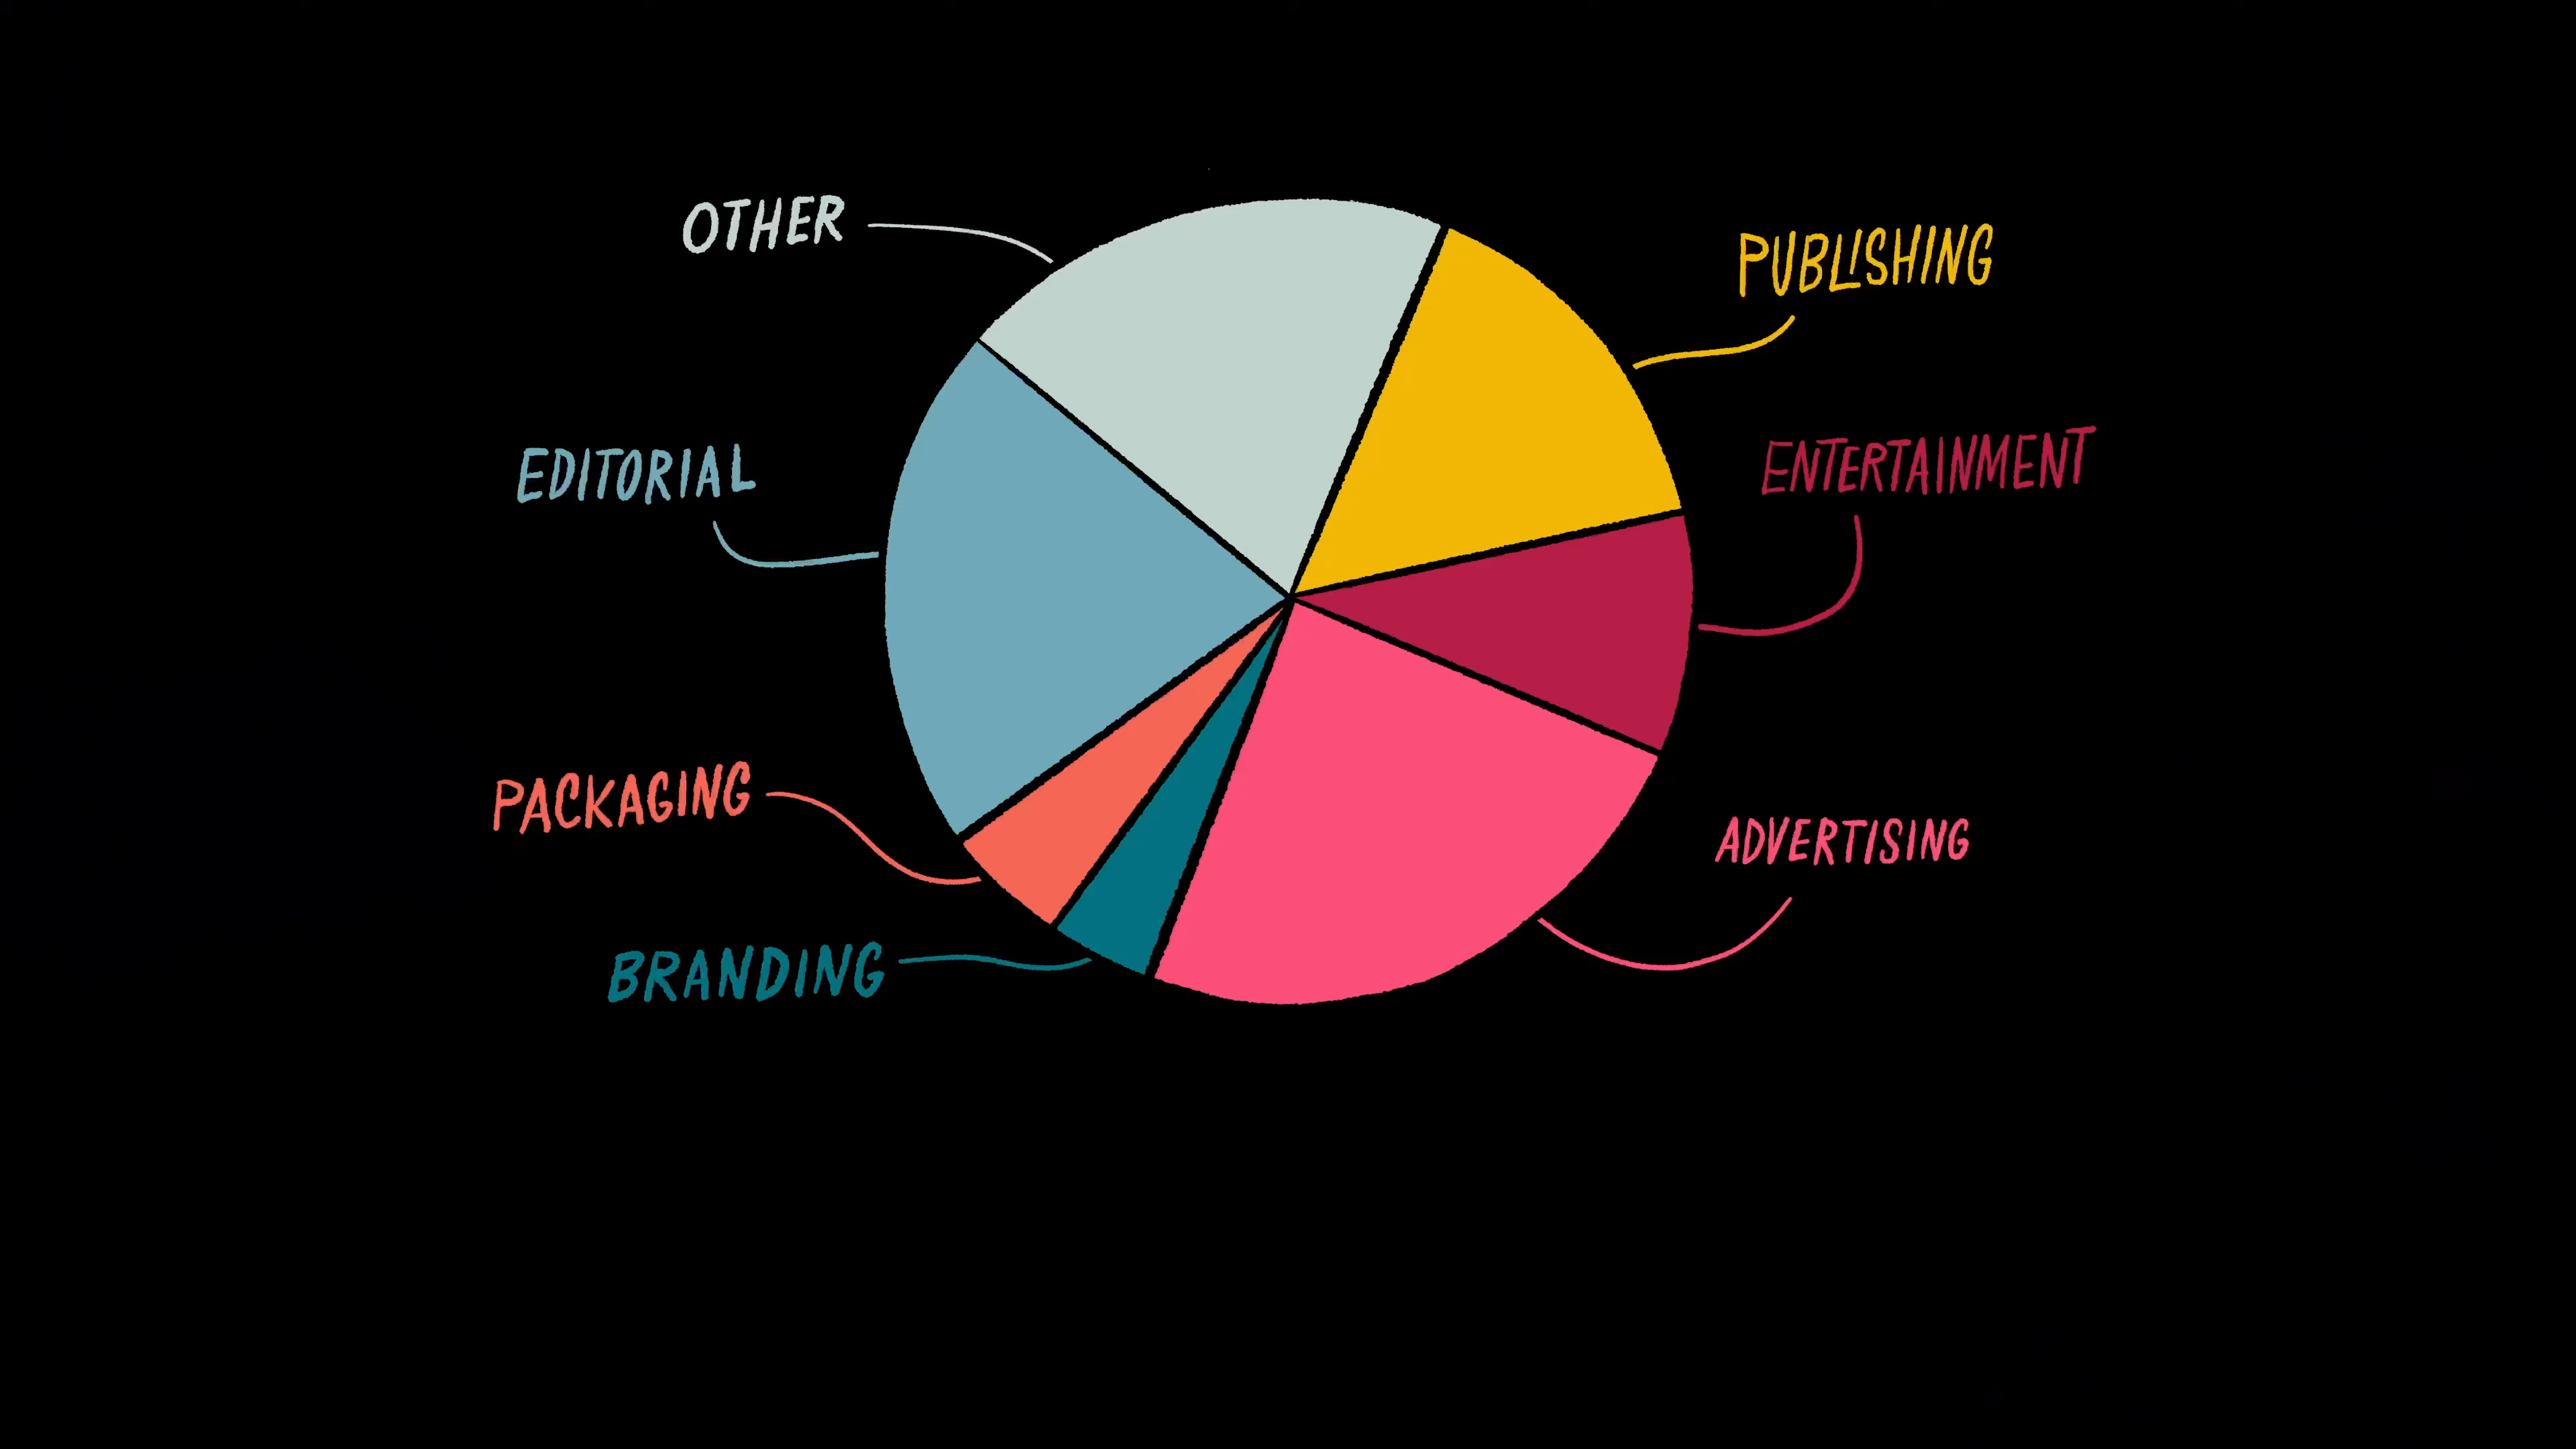 OTHER
PUBLISHING
EDITORIAL
ENTERTAINMENT
PACKAGING
ADVERTISING
BRANDING